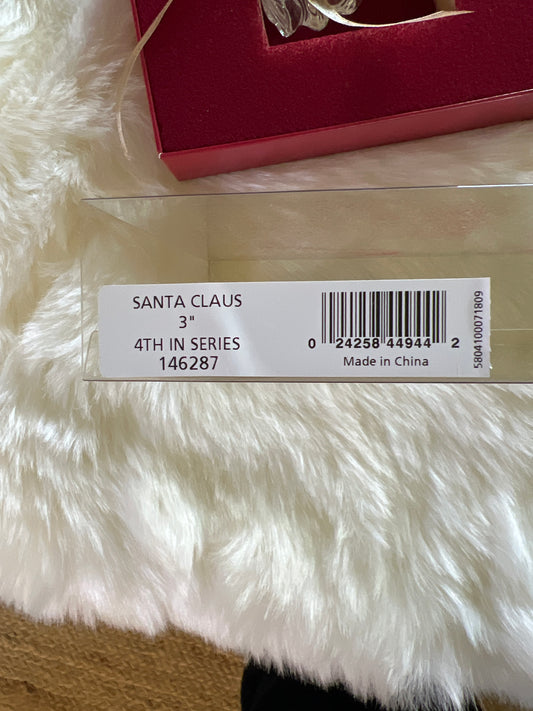 SANTA CLAUS
3"
4TH IN SERIES
146287
0 24258 44944 2
Made in China
5804100071809